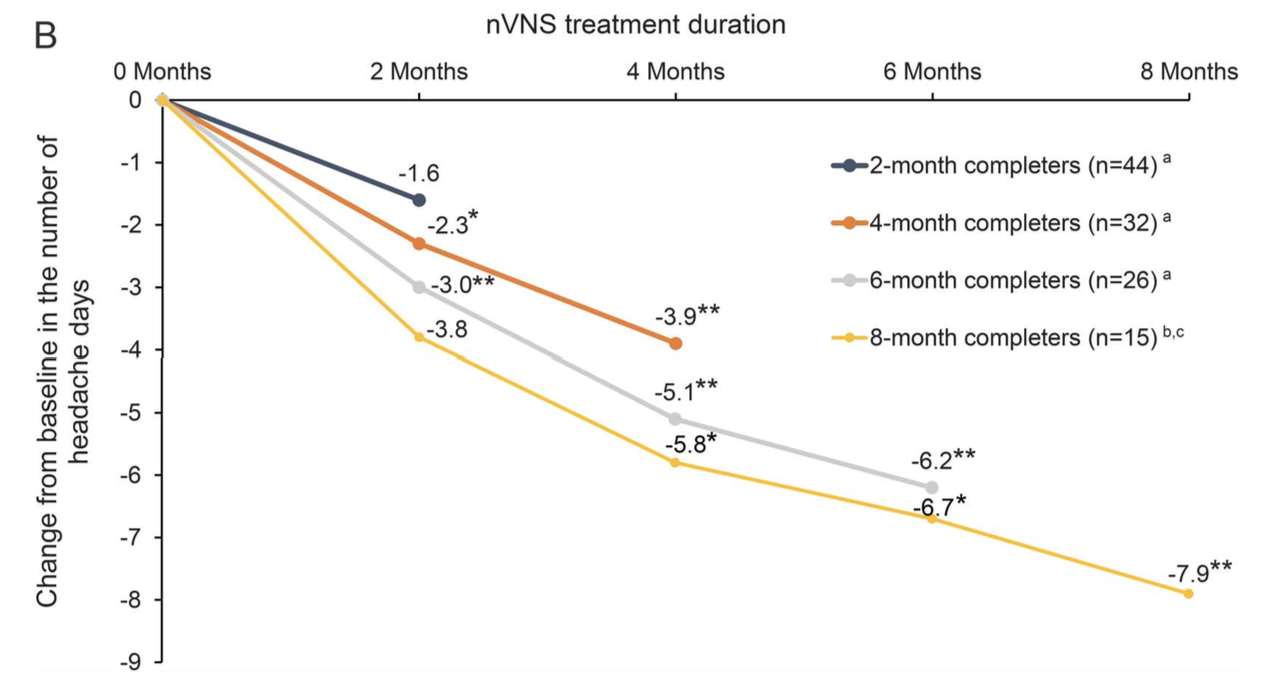 B
nVNS treatment duration
0 Months 2 Months 4 Months 6 Months 8 Months
Change from baseline in the number of
headache days
0
-1
-2
-3
-4
-5
-6
-7
-8
-9
-1.6
-2.3*
-3.0**
-3.8
-3.9**
-5.1**
-5.8*
-6.2**
-6.7*
-7.9**
2-month completers (n=44) a
4-month completers (n=32) a
6-month completers (n=26) a
8-month completers (n=15) b,c